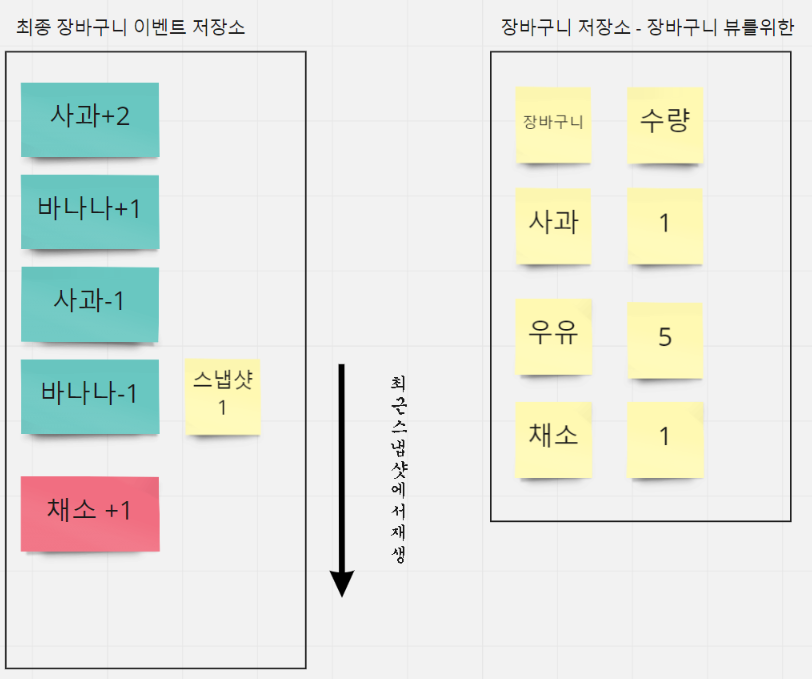 최종 장바구니 이벤트 저장소
사과+2
바나나+1
사과-1
바나나-1
스냅샷
1
채소 +1
최근스냅샷에서재생
장바구니 저장소 - 장바구니 뷰를위한
장바구니 수량
사과 1
우유 5
채소 1